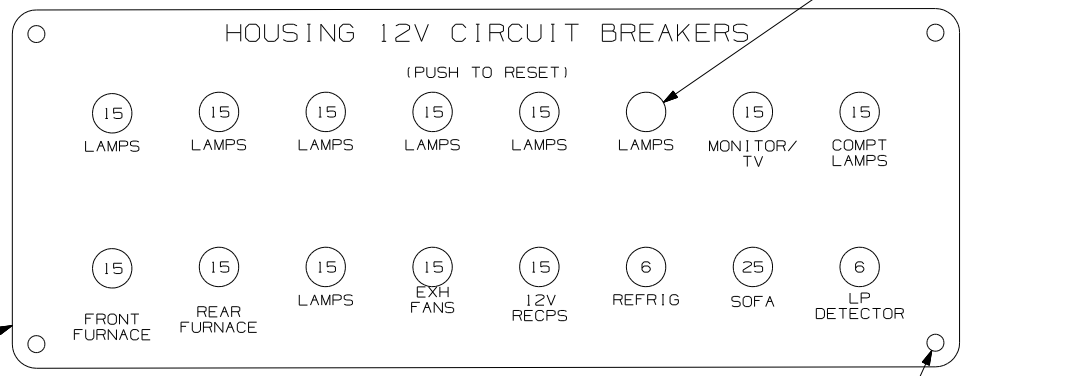 HOUSING 12V CIRCUIT BREAKERS
(PUSH TO RESET)
15 15 15 15 15 15 15
LAMPS LAMPS LAMPS LAMPS LAMPS LAMPS MONITOR/ COMPT
TV LAMPS
15 15 15 15 15 6 25 6
LAMPS EXH 12V REFRIG SOFA LP
FRONT REAR FANS RECPS DETECTOR
FURNACE FURNACE